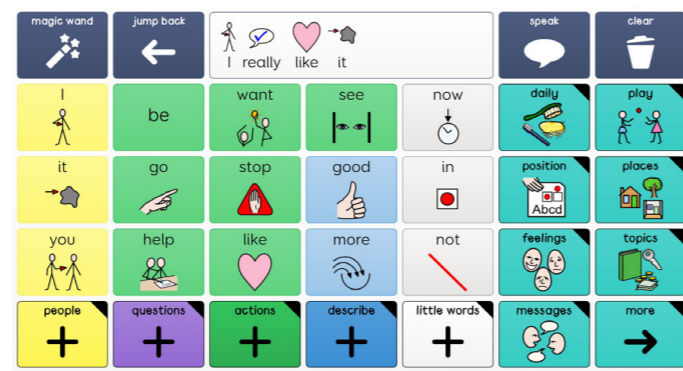 magic wand
jump back
I really like it
speak
clear
I
be
want
see
now
daily
play
it
go
stop
good
in
position
Abcd
places
you
help
like
more
not
feelings
topics
people
questions
actions
describe
little words
messages
more